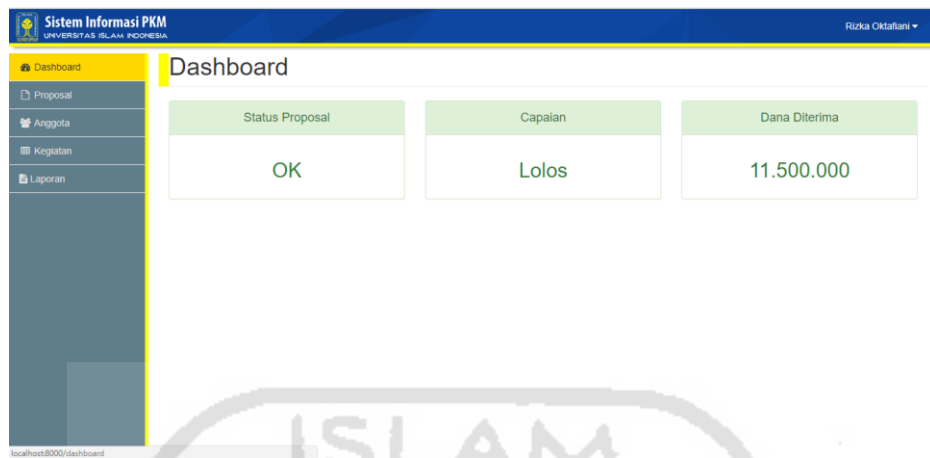 Sistem Informasi PKM
UNIVERSITAS ISLAM INDONESIA
Rizka Oktafiani
Dashboard
Proposal
Anggota
Kegiatan
Laporan
Dashboard
Status Proposal
OK
Capaian
Lolos
Dana Diterima
11.500.000
ISLAM
localhost:8000/dashboard